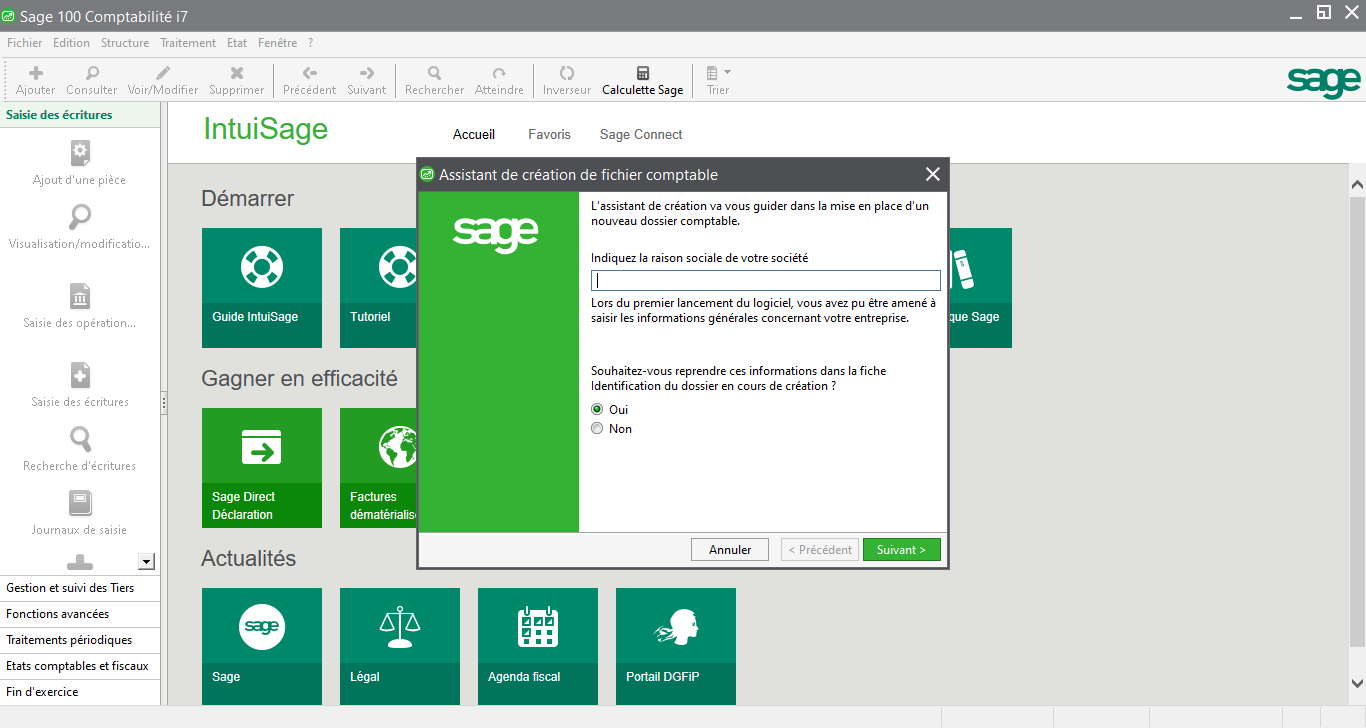 Sage 100 Comptabilité i7
Fichier Edition Structure Traitement Etat Fenêtre ?
Ajouter Consulter Voir/Modifier Supprimer Précédent Suivant Rechercher Atteindre Inverseur Calculette Sage Trier
sage
Saisie des écritures
Ajout d'une pièce
Visualisation/modificatio...
Saisie des opération...
Saisie des écritures
Recherche d'écritures
Journaux de saisie
Gestion et suivi des Tiers
Fonctions avancées
Traitements périodiques
Etats comptables et fiscaux
Fin d'exercice
IntuiSage
Accueil Favoris Sage Connect
Démarrer
Guide IntuiSage
Tutoriel
que Sage
Gagner en efficacité
Sage Direct
Déclaration
Factures
dématérialis
Actualités
sage
Sage
Légal
Agenda fiscal
Portail DGFiP
Assistant de création de fichier comptable
sage
L'assistant de création va vous guider dans la mise en place d'un
nouveau dossier comptable.
Indiquez la raison sociale de votre société
Lors du premier lancement du logiciel, vous avez pu être amené à
saisir les informations générales concernant votre entreprise.
Souhaitez-vous reprendre ces informations dans la fiche
Identification du dossier en cours de création ?
Oui
Non
Annuler < Précédent Suivant >